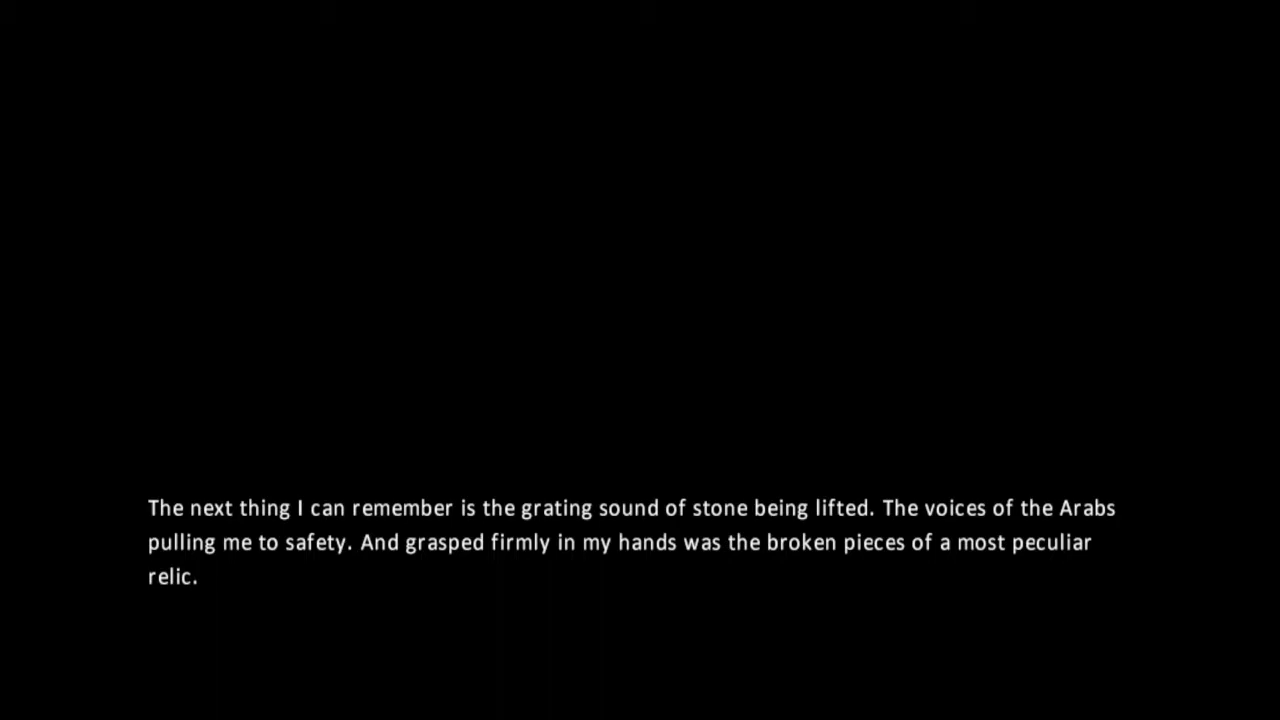 The next thing I can remember is the grating sound of stone being lifted. The voices of the Arabs
pulling me to safety. And grasped firmly in my hands was the broken pieces of a most peculiar
relic.